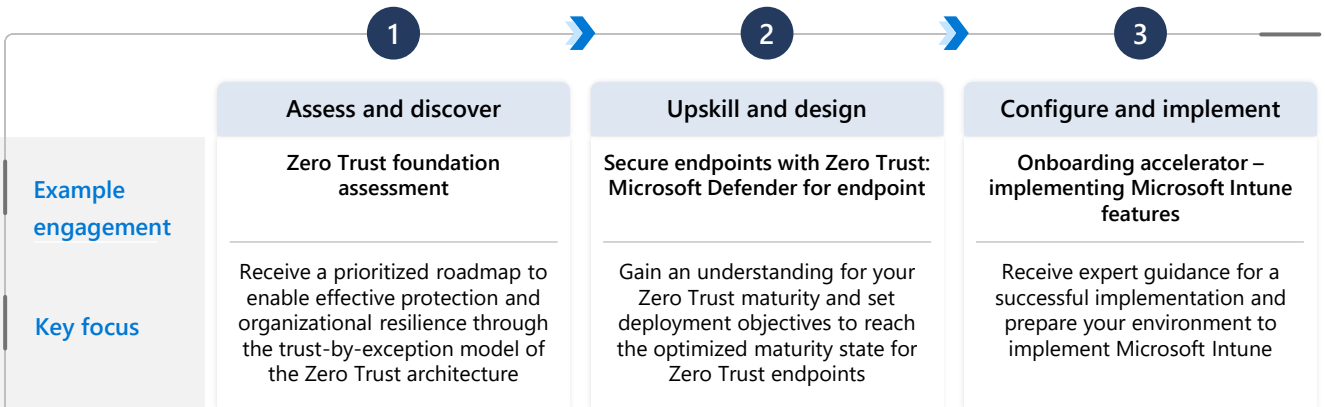 1
2
3
Assess and discover
Upskill and design
Configure and implement
Example
engagement
Zero Trust foundation
assessment
Secure endpoints with Zero Trust:
Microsoft Defender for endpoint
Onboarding accelerator –
implementing Microsoft Intune
features
Key focus
Receive a prioritized roadmap to
enable effective protection and
organizational resilience through
the trust-by-exception model of
the Zero Trust architecture
Gain an understanding for your
Zero Trust maturity and set
deployment objectives to reach
the optimized maturity state for
Zero Trust endpoints
Receive expert guidance for a
successful implementation and
prepare your environment to
implement Microsoft Intune